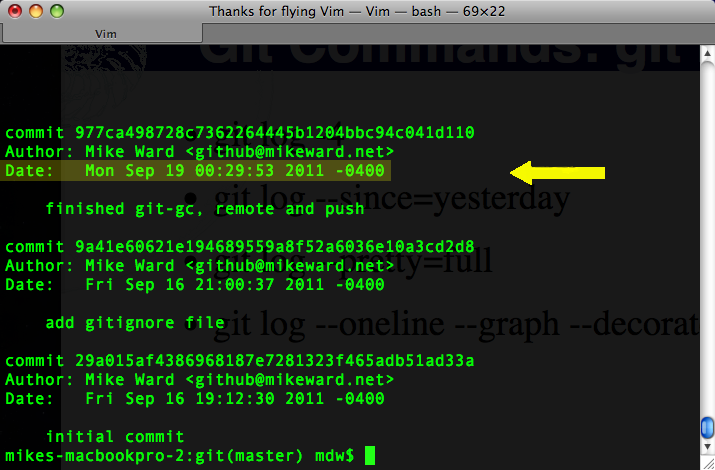 Thanks for flying Vim — Vim — bash — 69×22
Vim
Git Commands: git
commit 977ca498728c7362264445b1204bbc94c041d110
Author: Mike Ward <github@mikeward.net>
Date:   Mon Sep 19 00:29:53 2011 -0400
• git log --since=yesterday
finished git-gc, remote and push
commit 9a41e60621e194689559a8f52a6036e10a3cd2d8
Author: Mike Ward <github@mikeward.net>
• git log --pretty=full
Date:   Fri Sep 16 21:00:37 2011 -0400
add gitignore file
• git log --oneline --graph --decorat
commit 29a015af4386968187e7281323f465adb51ad33a
Author: Mike Ward <github@mikeward.net>
Date:   Fri Sep 16 19:12:30 2011 -0400
initial commit
mikes-macbookpro-2:git(master) mdw$